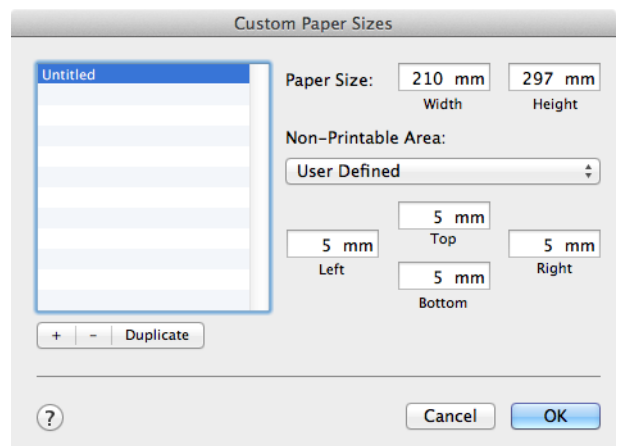 Custom Paper Sizes
Untitled
Paper Size: 210 mm 297 mm
Width Height
Non-Printable Area:
User Defined
5 mm
Top
5 mm 5 mm
Left Right
5 mm
Bottom
+ - Duplicate
? Cancel OK